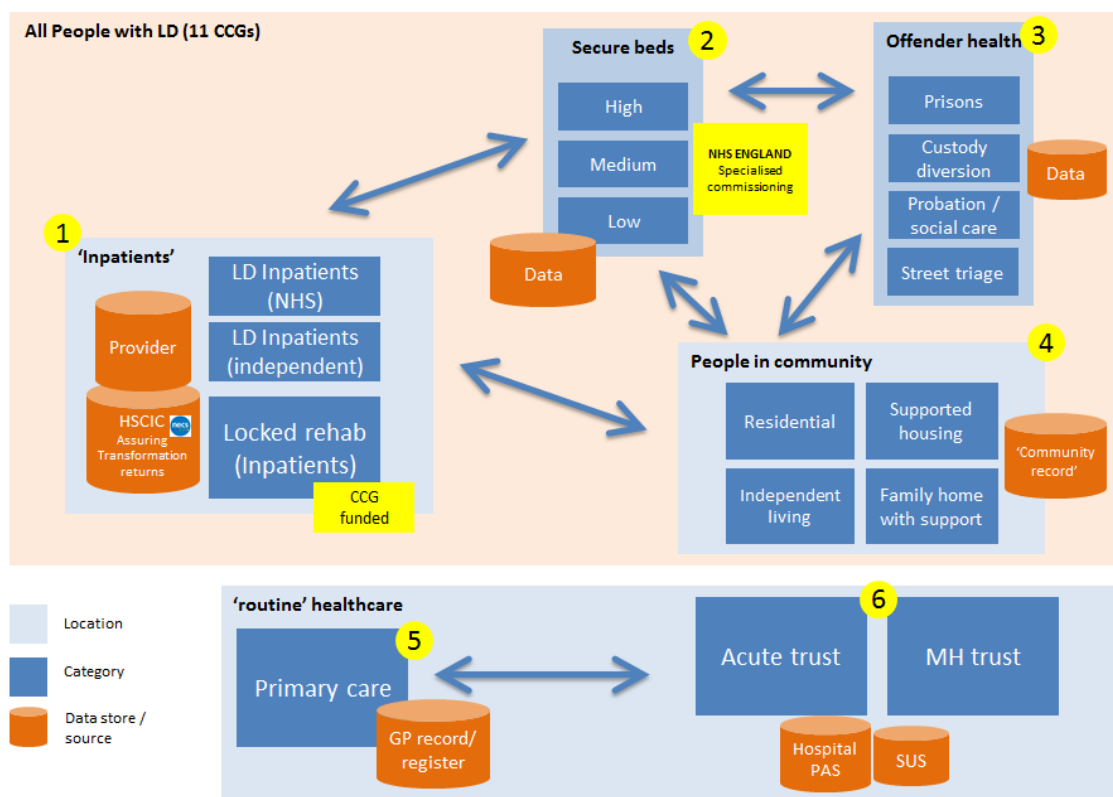 All People with LD (11 CCGs)
2
Secure beds
High
Medium
Low
NHS ENGLAND
Specialised
commissioning
Data
3
Offender health
Prisons
Custody
diversion
Probation /
social care
Street triage
Data
1
‘Inpatients’
LD Inpatients
(NHS)
LD Inpatients
(independent)
Locked rehab
(Inpatients)
CCG
funded
Provider
HSCIC
necs
Assuring
Transformation
returns
4
People in community
Residential
Supported
housing
Independent
living
Family home
with support
‘Community
record’
Location
Category
Data store /
source
‘routine’ healthcare
5
Primary care
GP record/
register
6
Acute trust
MH trust
Hospital
PAS
SUS